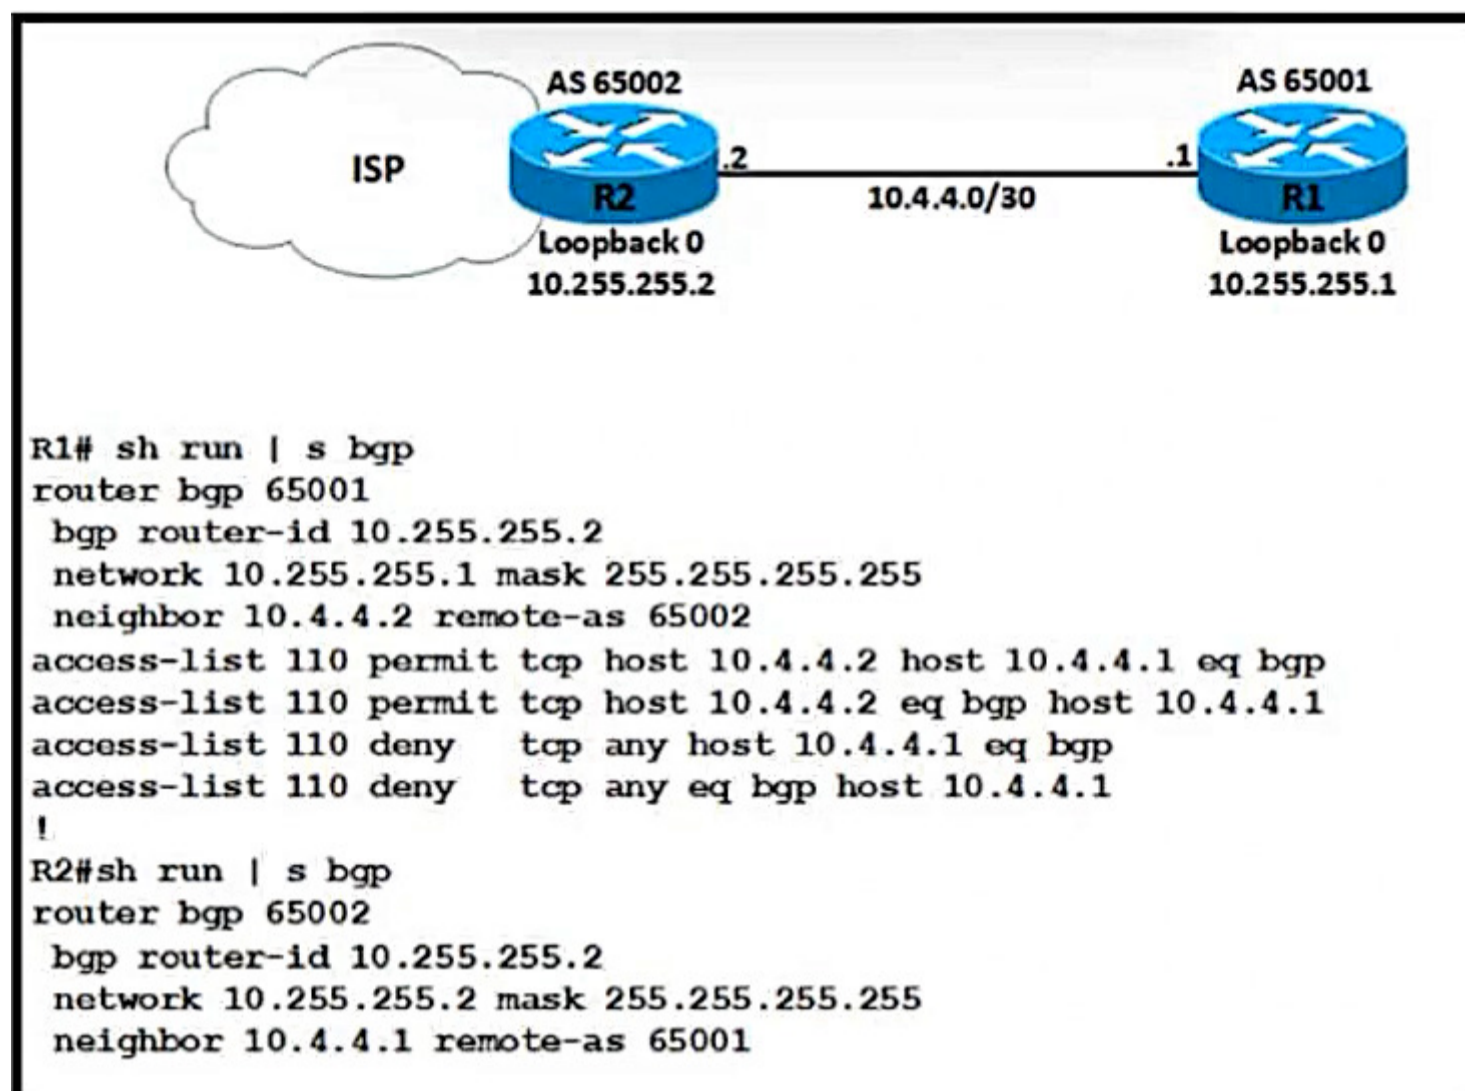 AS 65002
AS 65001
ISP
.2
.1
10.4.4.0/30
R2
R1
Loopback 0
10.255.255.2
Loopback 0
10.255.255.1
R1# sh run | s bgp
router bgp 65001
bgp router-id 10.255.255.2
network 10.255.255.1 mask 255.255.255.255
neighbor 10.4.4.2 remote-as 65002
access-list 110 permit tcp host 10.4.4.2 host 10.4.4.1 eq bgp
access-list 110 permit tcp host 10.4.4.2 eq bgp host 10.4.4.1
access-list 110 deny   tcp any host 10.4.4.1 eq bgp
access-list 110 deny   tcp any eq bgp host 10.4.4.1
!
R2#sh run | s bgp
router bgp 65002
bgp router-id 10.255.255.2
network 10.255.255.2 mask 255.255.255.255
neighbor 10.4.4.1 remote-as 65001